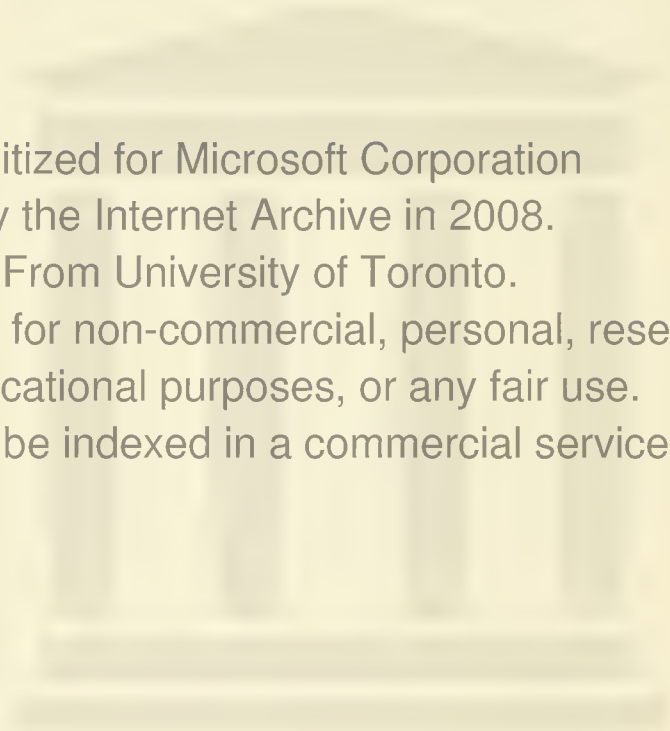 itized for Microsoft Corporation
y the Internet Archive in 2008.
From University of Toronto.
for non-commercial, personal, rese
cational purposes, or any fair use.
be indexed in a commercial service